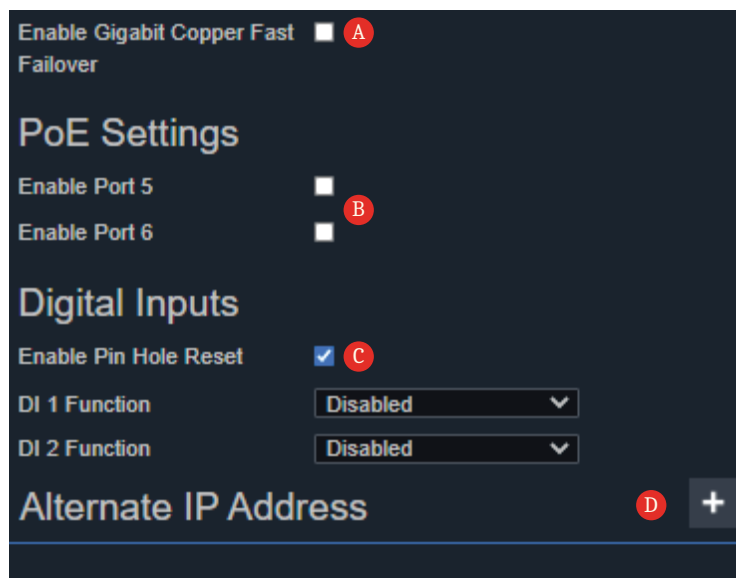 Enable Gigabit Copper Fast A
Failover
PoE Settings
Enable Port 5
B
Enable Port 6
Digital Inputs
Enable Pin Hole Reset C
DI 1 Function Disabled
DI 2 Function Disabled
Alternate IP Address D +